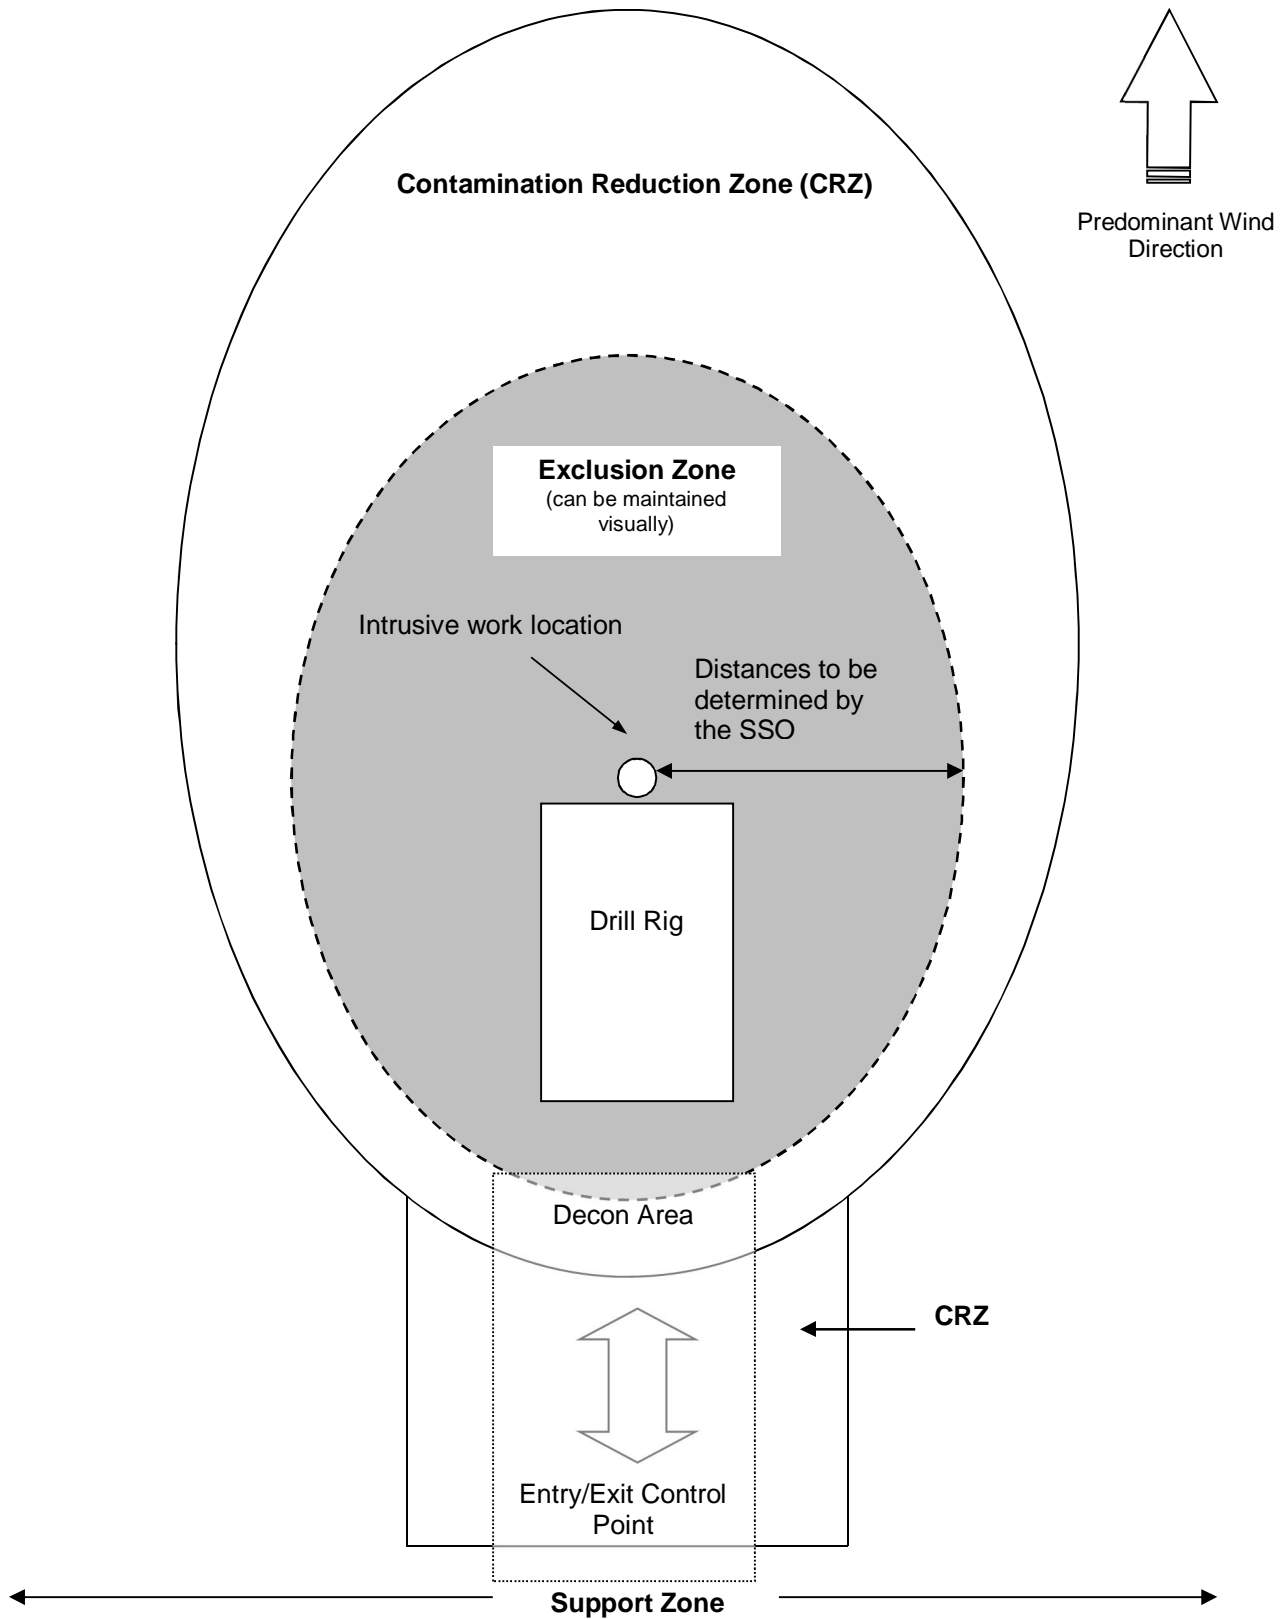 Contamination Reduction Zone (CRZ)
Predominant Wind
Direction
Exclusion Zone
(can be maintained
visually)
Intrusive work location
Distances to be
determined by
the SSO
Drill Rig
Decon Area
CRZ
Entry/Exit Control
Point
Support Zone